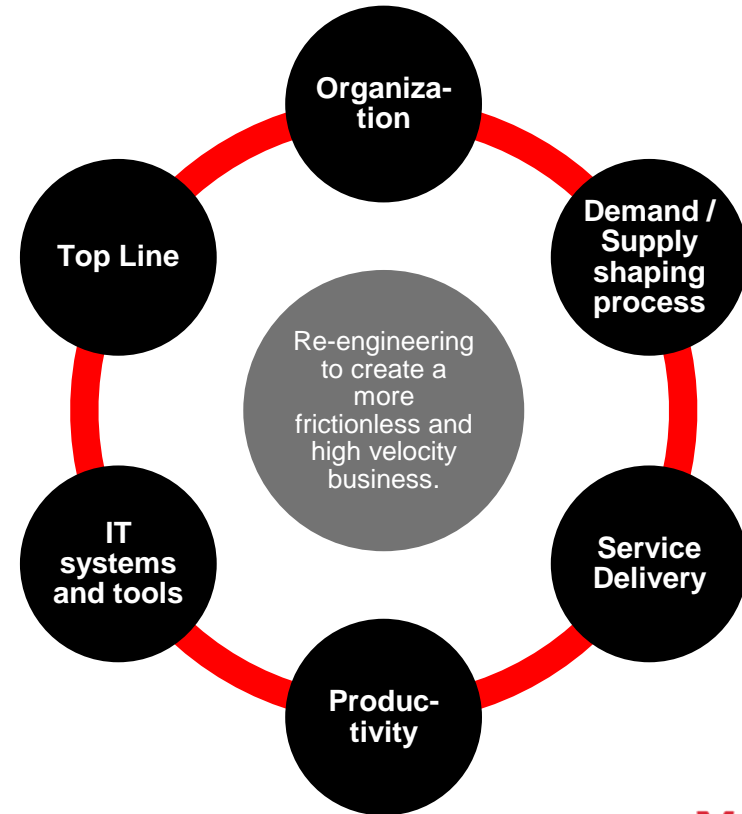 Organiza-
tion
Demand /
Supply
shaping
process
Top Line
Re-engineering
to create a
more
frictionless and
high velocity
business.
IT
systems
and tools
Service
Delivery
Produc-
tivity